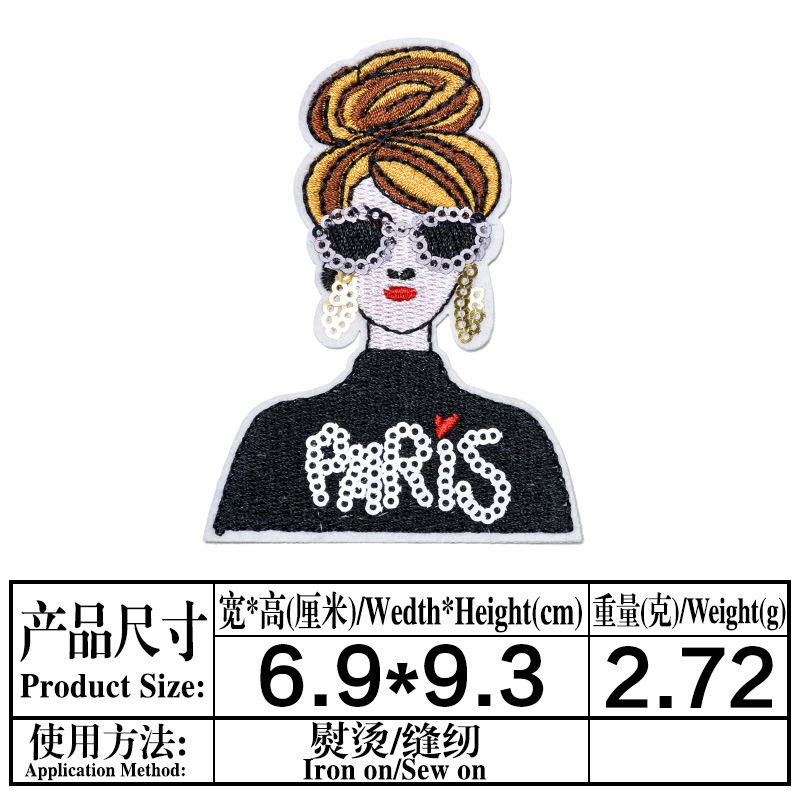 PARIS
产品尺寸
Product Size:
宽*高(厘米)/Wedth*Height(cm)
重量(克)/Weight(g)
6.9*9.3
2.72
使用方法:
Application Method:
熨烫/缝纫
Iron on/Sew on